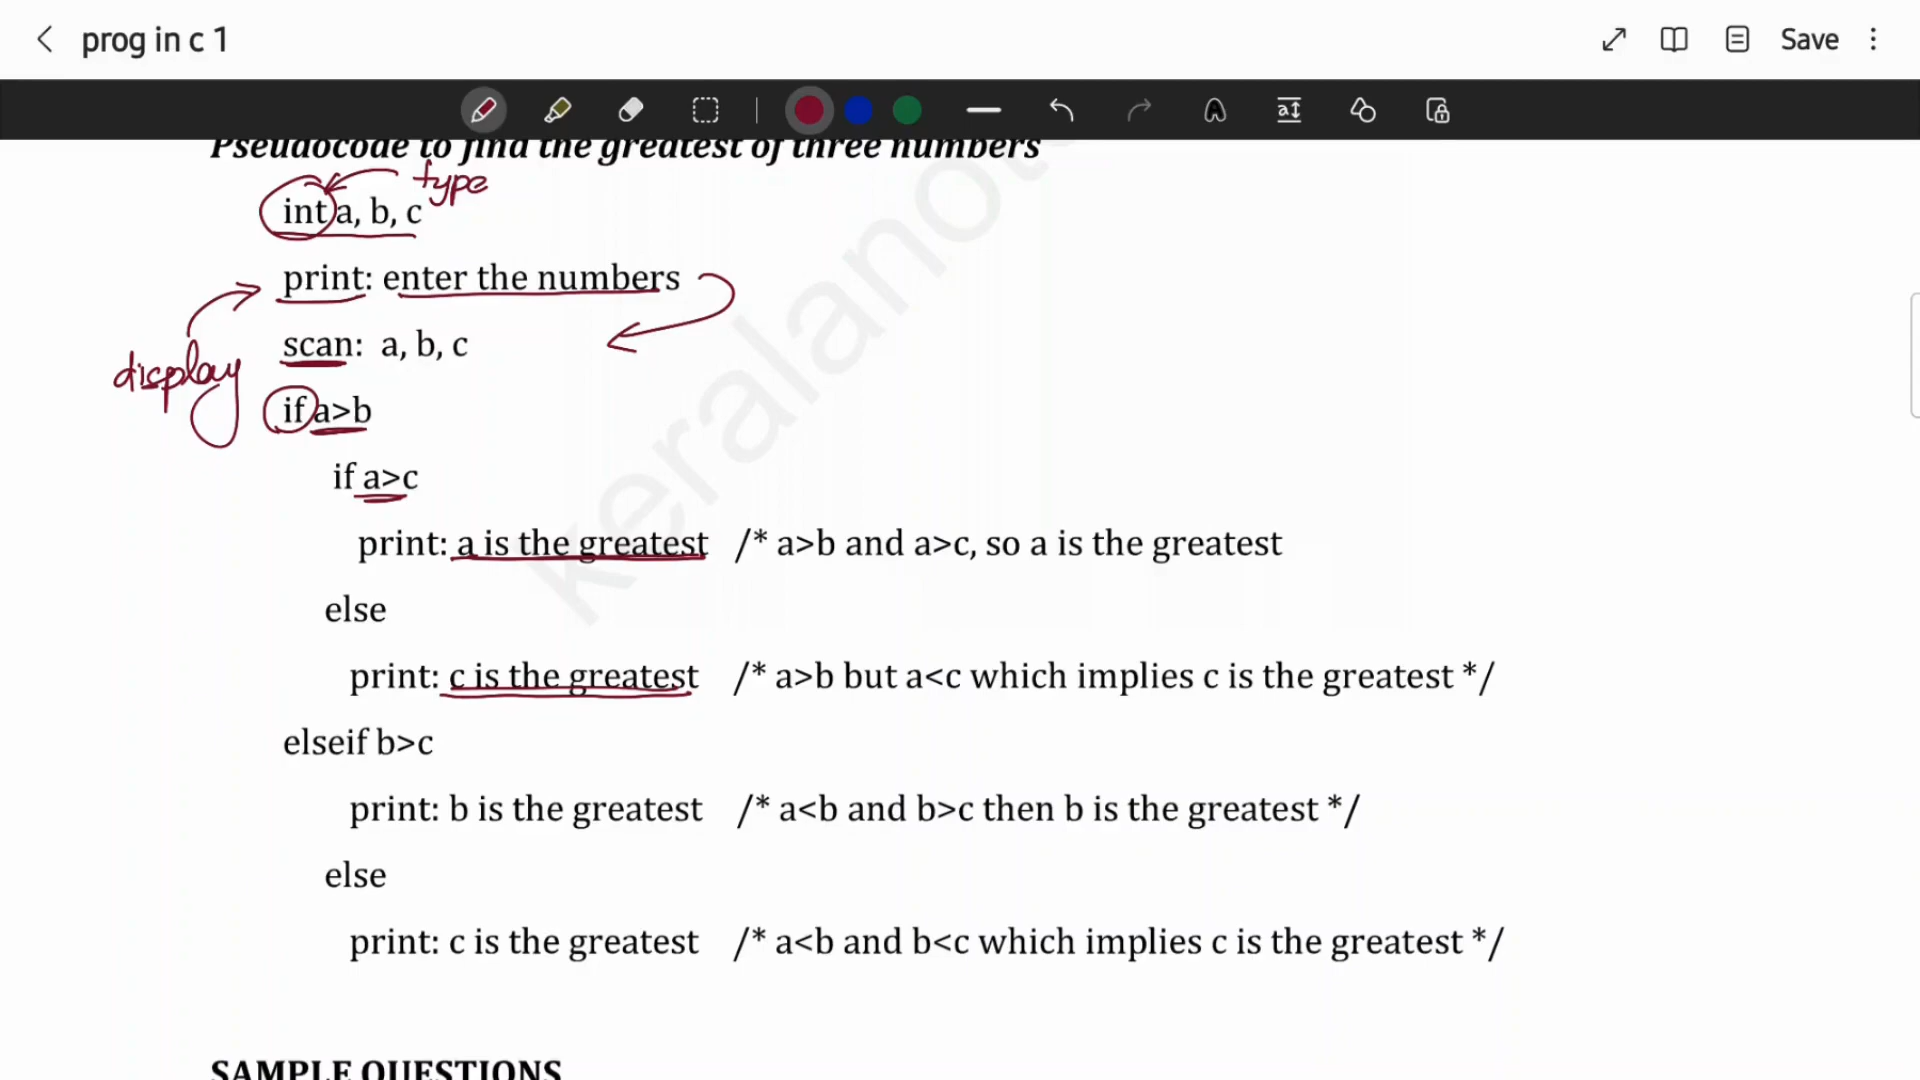 prog in c 1
Save
Pseudocode to find the greatest of three numbers
type
int a, b, c
print: enter the numbers
scan: a, b, c
display
if a>b
if a>c
print: a is the greatest /* a>b and a>c, so a is the greatest
else
print: c is the greatest /* a>b but a<c which implies c is the greatest */
elseif b>c
print: b is the greatest /* a<b and b>c then b is the greatest */
else
print: c is the greatest /* a<b and b<c which implies c is the greatest */
SAMPLE QUESTIONS